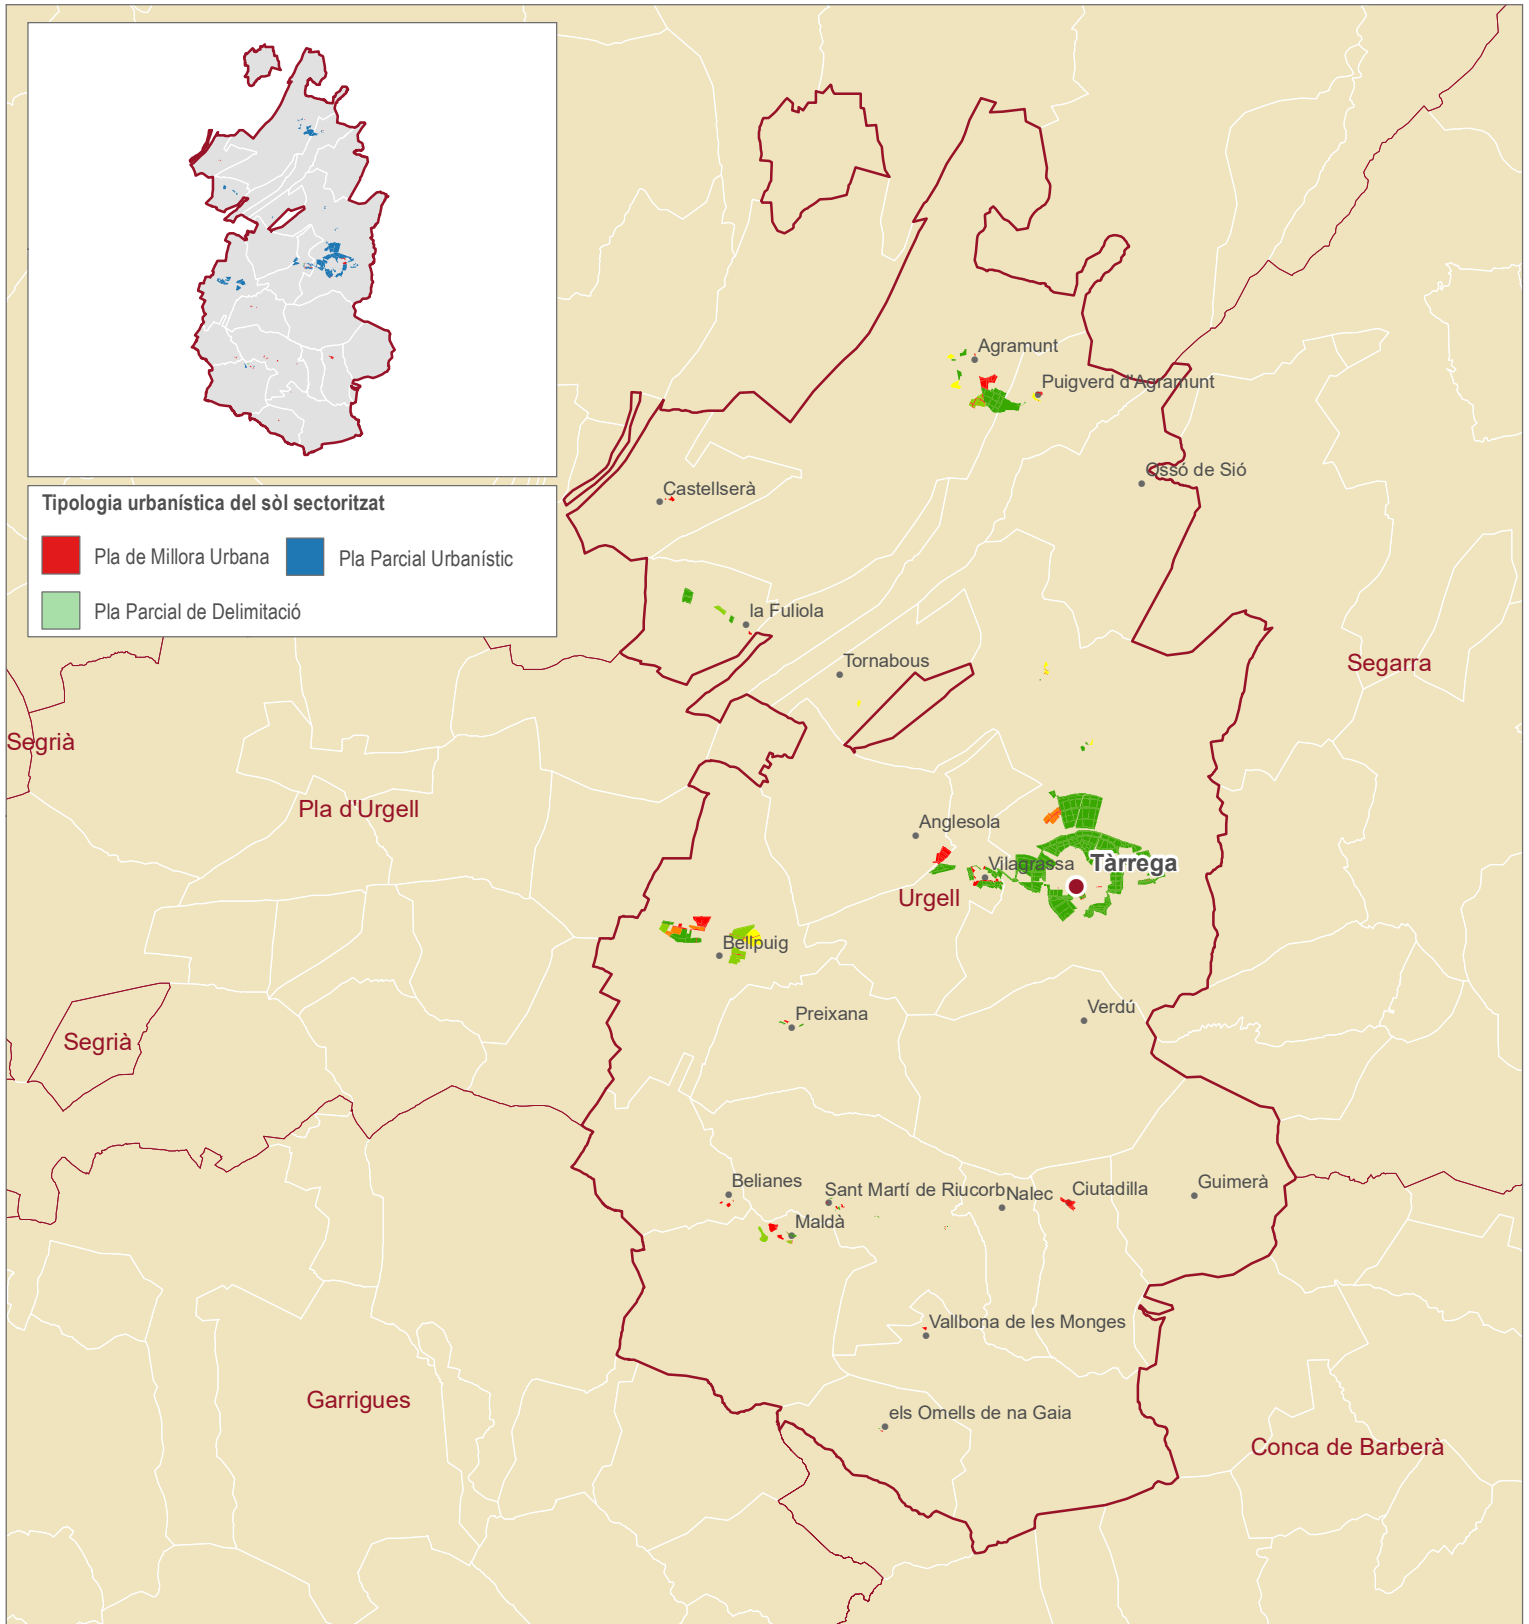 Tipologia urbanística del sòl sectoritzat
Pla de Millora Urbana
Pla Parcial Urbanístic
Pla Parcial de Delimitació
Agramunt
Puigverd d'Agramunt
Ossó de Sió
Castellserà
la Fuliola
Tornabous
Segarra
Segrià
Pla d'Urgell
Anglesola
Vilagrassa
Tàrrega
Urgell
Bellpuig
Preixana
Verdú
Segrià
Belianes
Sant Martí de Riucorb
Nalec
Ciutadilla
Guimerà
Maldà
Vallbona de les Monges
Garrigues
els Omells de na Gaia
Conca de Barberà